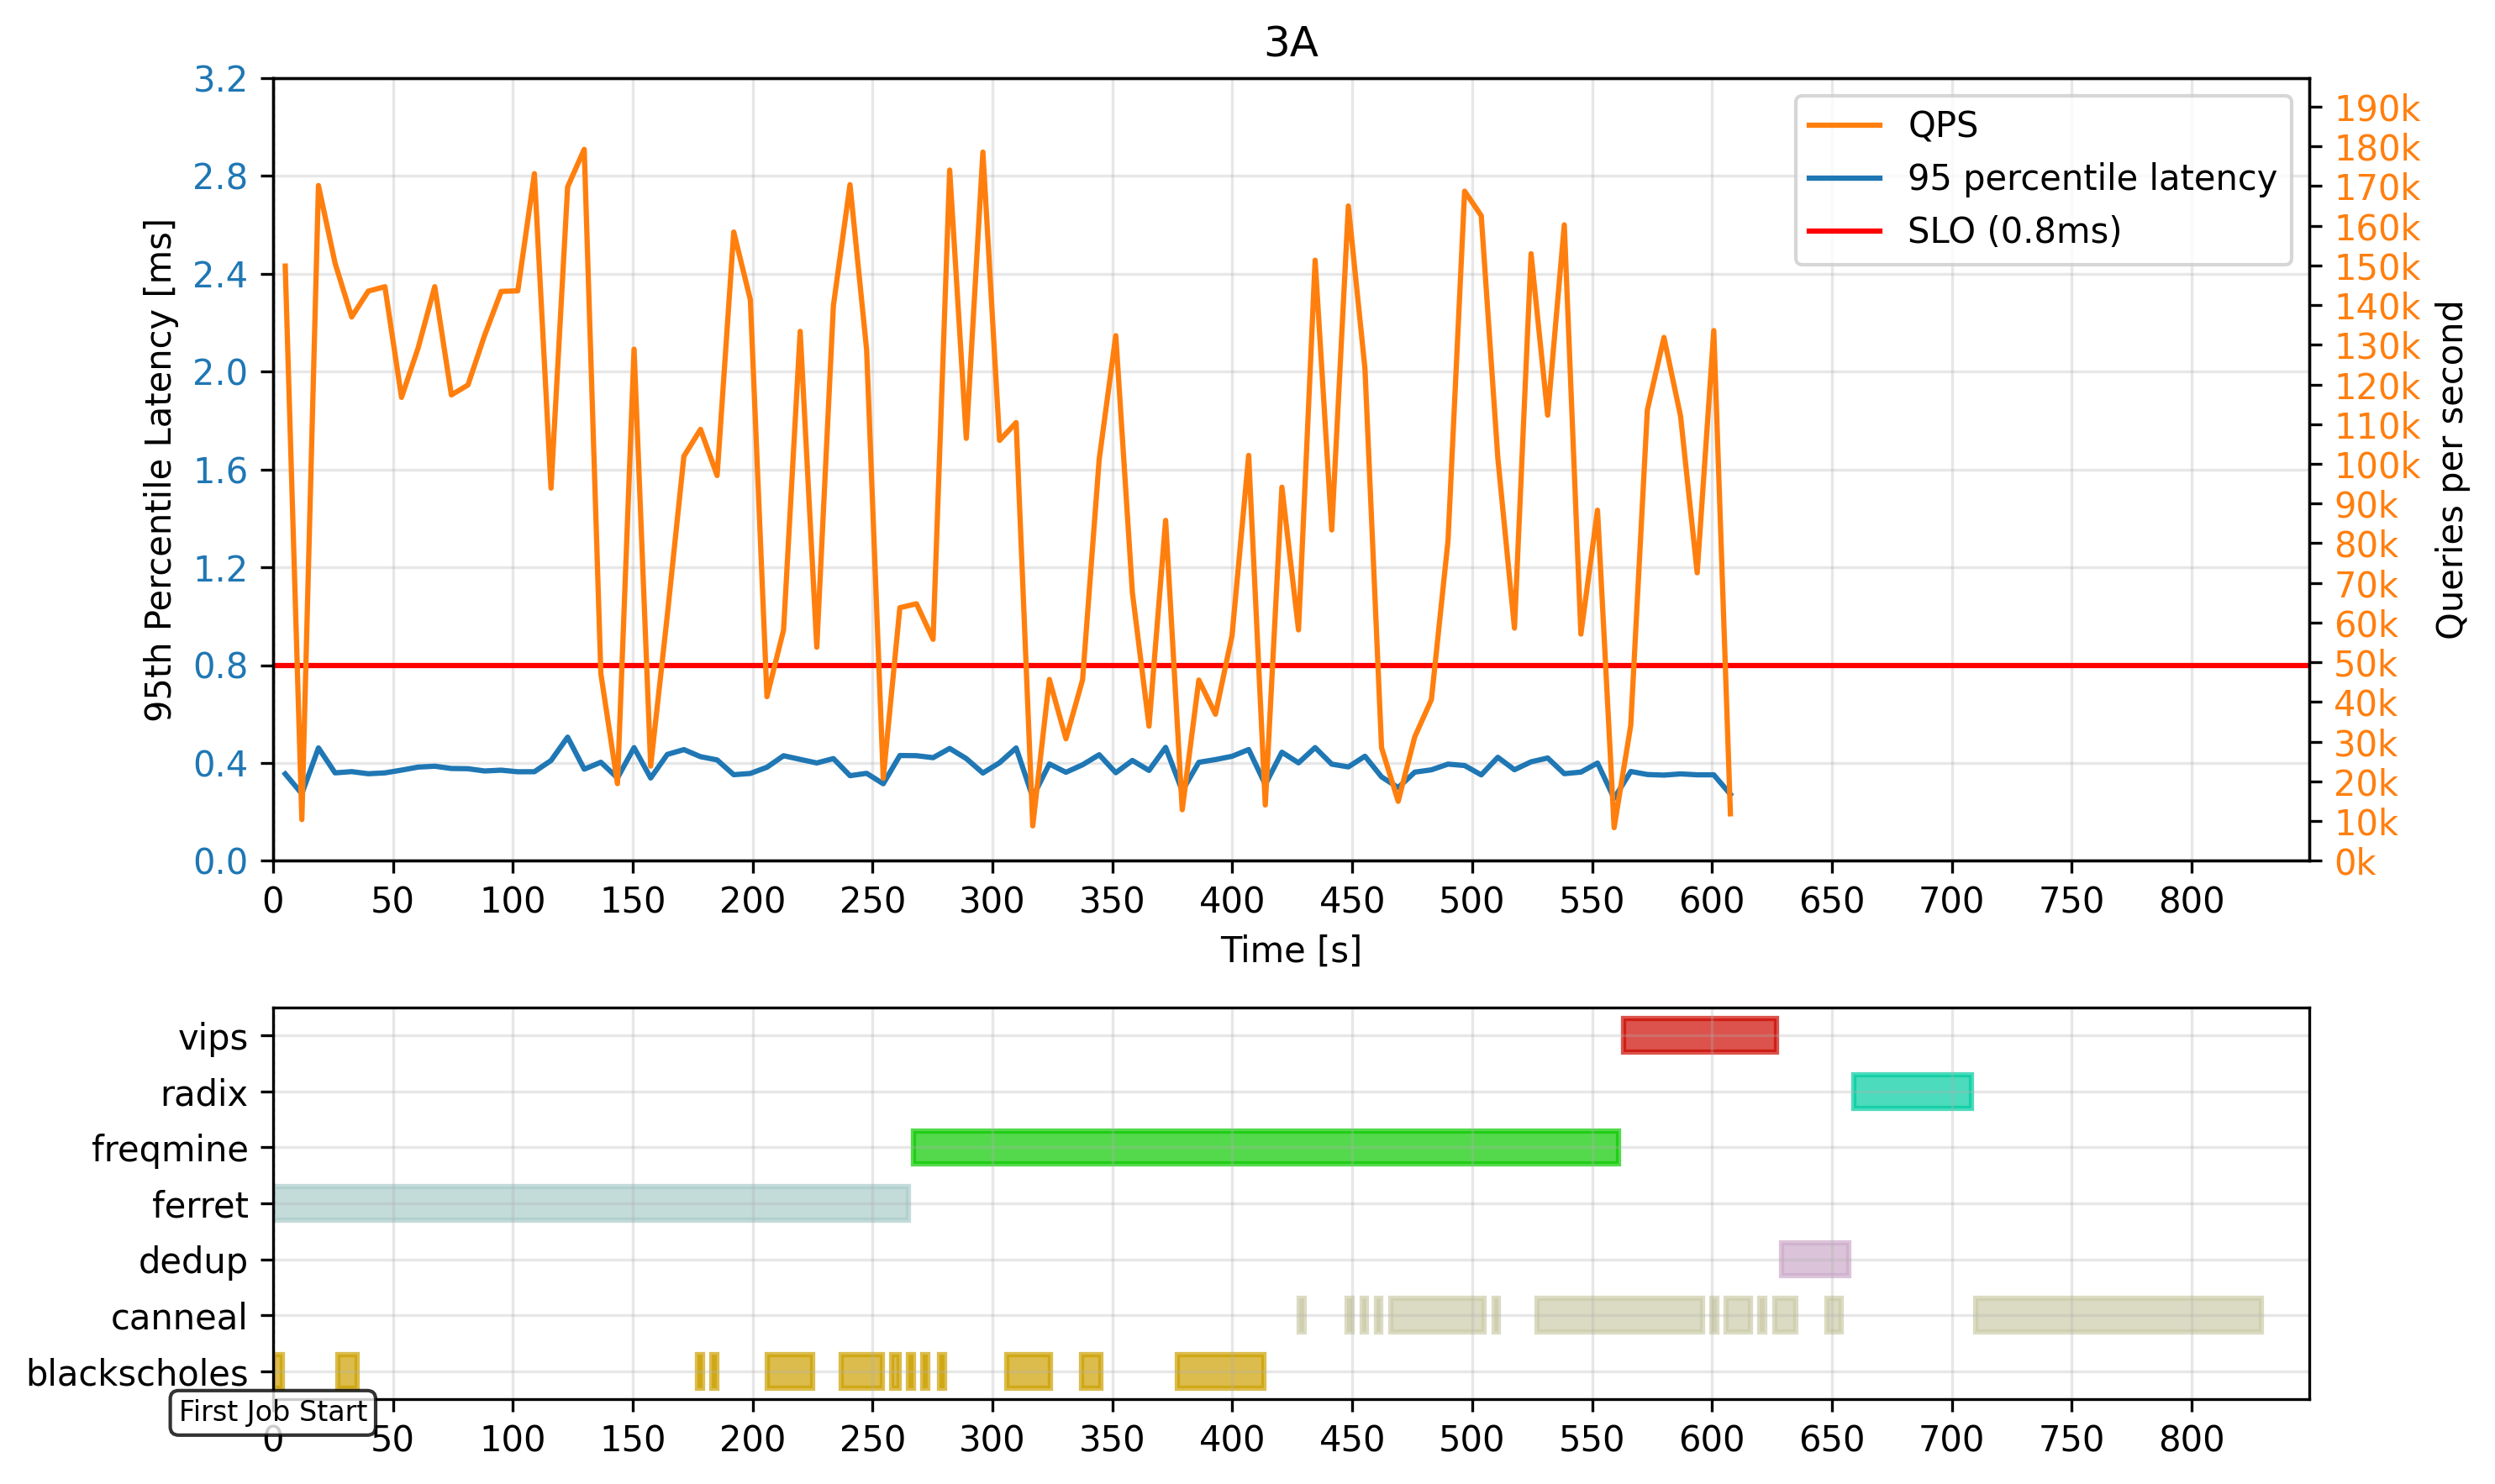 3A
3.2
2.8
2.4
2.0
1.6
1.2
0.8
0.4
0.0
95th Percentile Latency [ms]
QPS
95 percentile latency
SLO (0.8ms)
190k
180k
170k
160k
150k
140k
130k
120k
110k
100k
90k
80k
70k
60k
50k
40k
30k
20k
10k
0k
Queries per second
0 50 100 150 200 250 300 350 400 450 500 550 600 650 700 750 800
Time [s]
vips
radix
freqmine
ferret
dedup
canneal
blackscholes
First Job Start
0 50 100 150 200 250 300 350 400 450 500 550 600 650 700 750 800